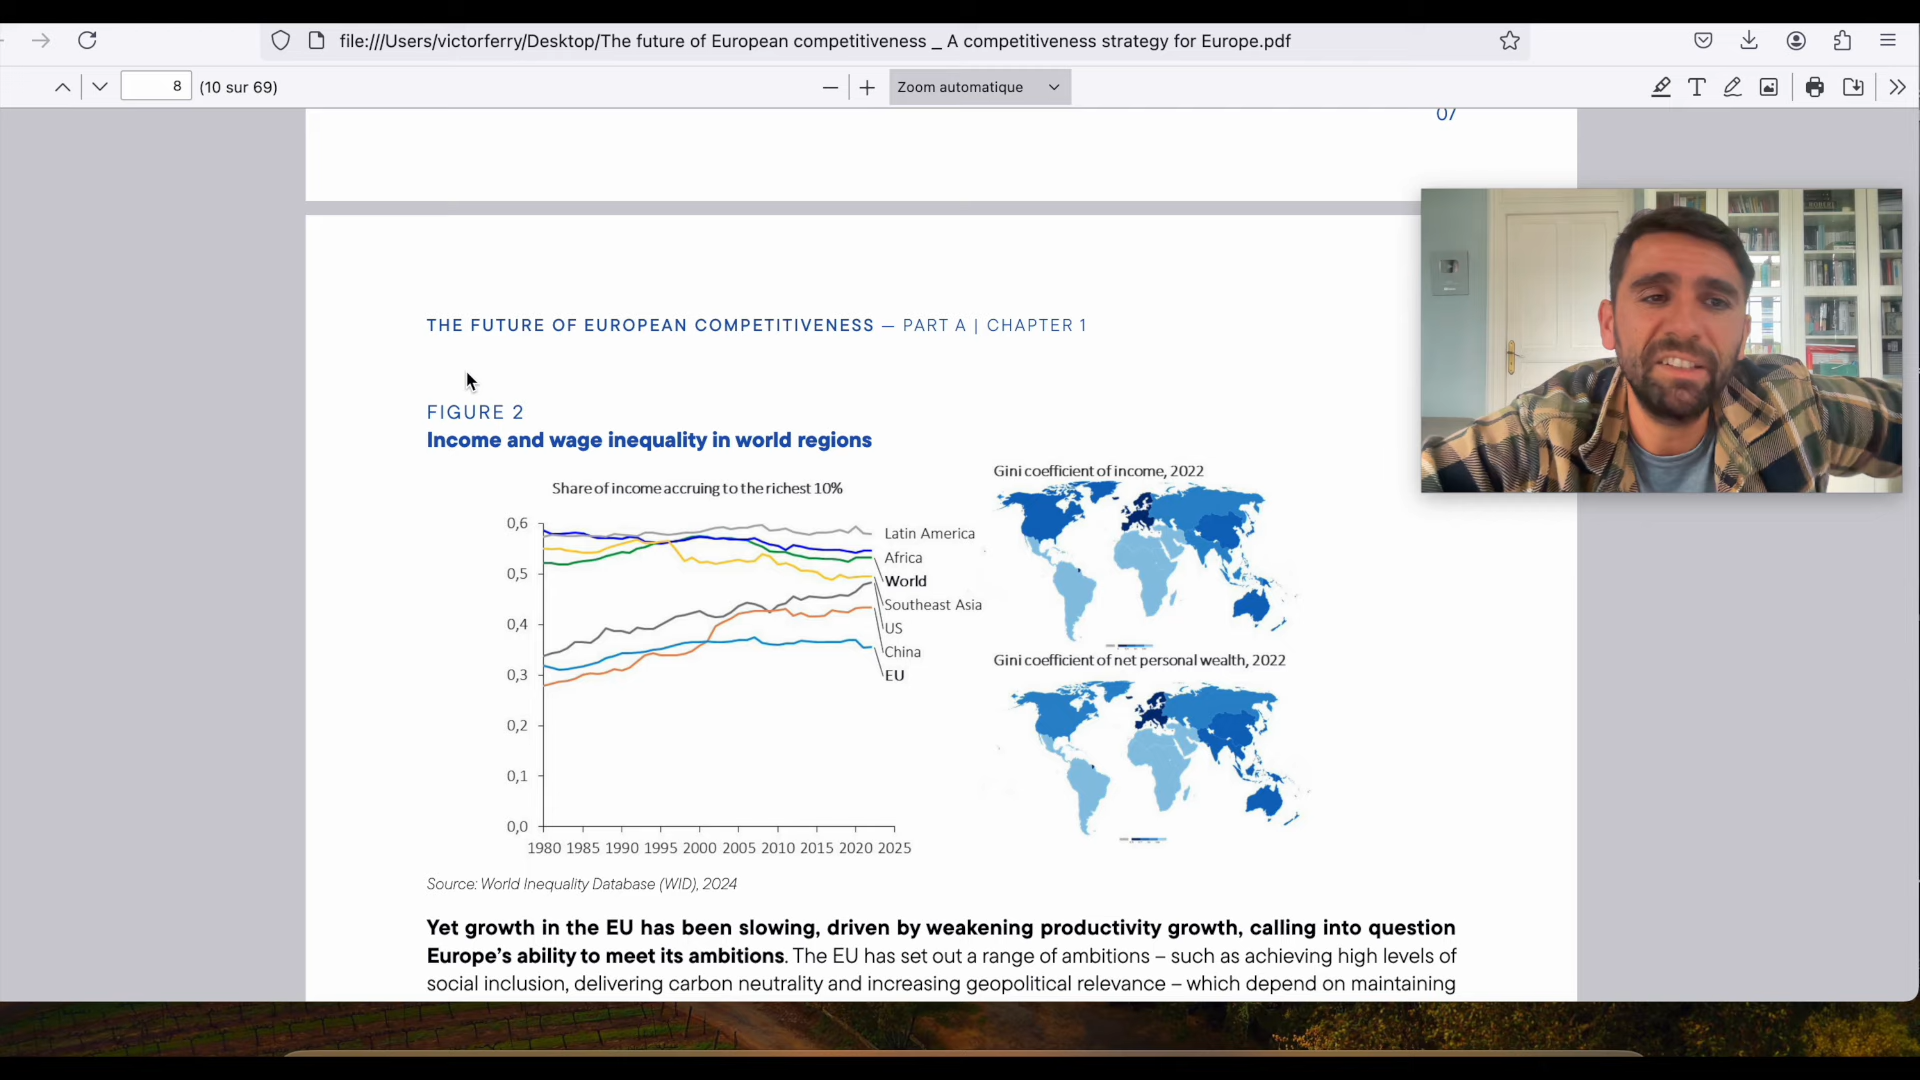 file:///Users/victorferry/Desktop/The future of European competitiveness _ A competitiveness strategy for Europe.pdf
8 (10 sur 69)
Zoom automatique
07
THE FUTURE OF EUROPEAN COMPETITIVENESS — PART A | CHAPTER 1
FIGURE 2
Income and wage inequality in world regions
Share of income accruing to the richest 10%
0,6
0,5
0,4
0,3
0,2
0,1
0,0
1980 1985 1990 1995 2000 2005 2010 2015 2020 2025
Latin America
Africa
World
Southeast Asia
US
China
EU
Gini coefficient of income, 2022
Gini coefficient of net personal wealth, 2022
Source: World Inequality Database (WID), 2024
Yet growth in the EU has been slowing, driven by weakening productivity growth, calling into question
Europe’s ability to meet its ambitions. The EU has set out a range of ambitions – such as achieving high levels of
social inclusion, delivering carbon neutrality and increasing geopolitical relevance – which depend on maintaining